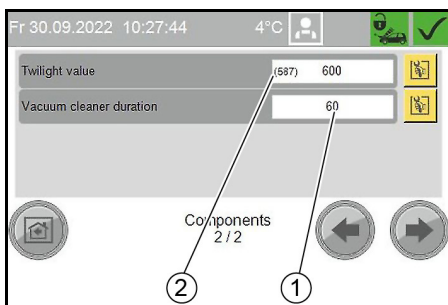 Fr 30.09.2022 10:27:44 4°C
Twilight value (587) 600
Vacuum cleaner duration 60
Components
2 / 2
2 1